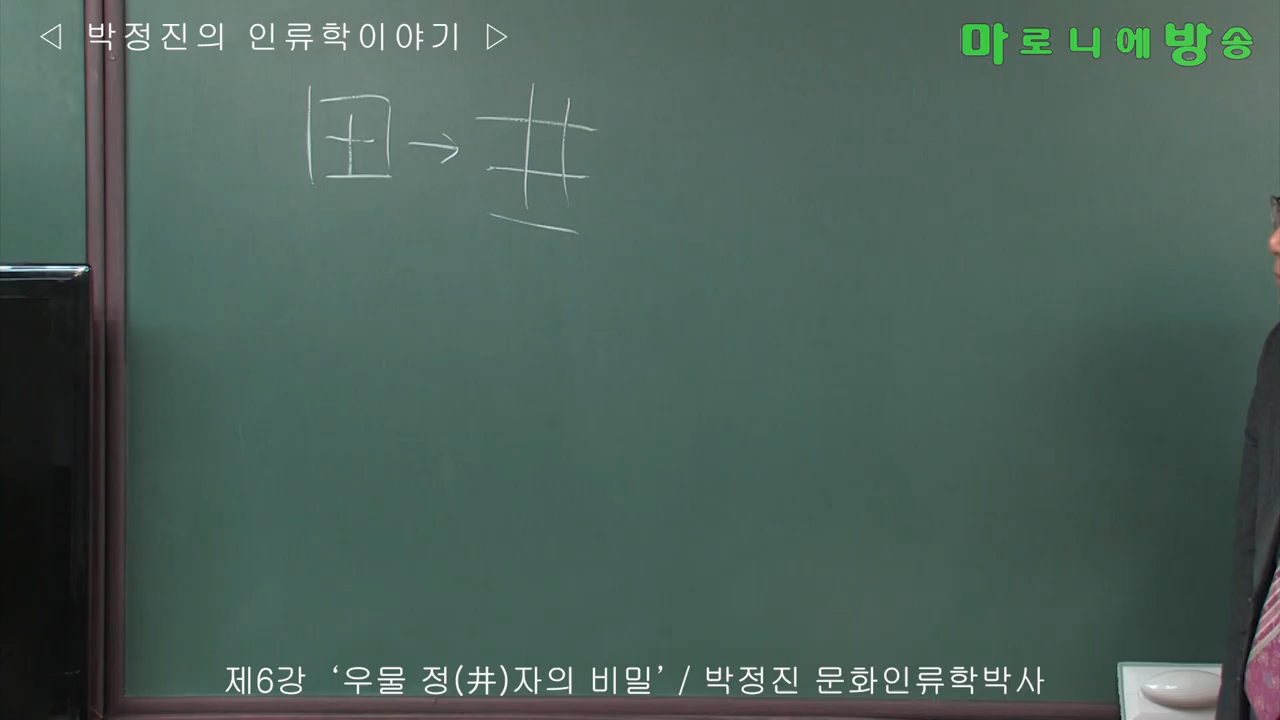 ◁ 박정진의 인류학이야기 ▷
마로니에방송
田 → 井
제6강 ‘우물 정(井)자의 비밀’ / 박정진 문화인류학박사